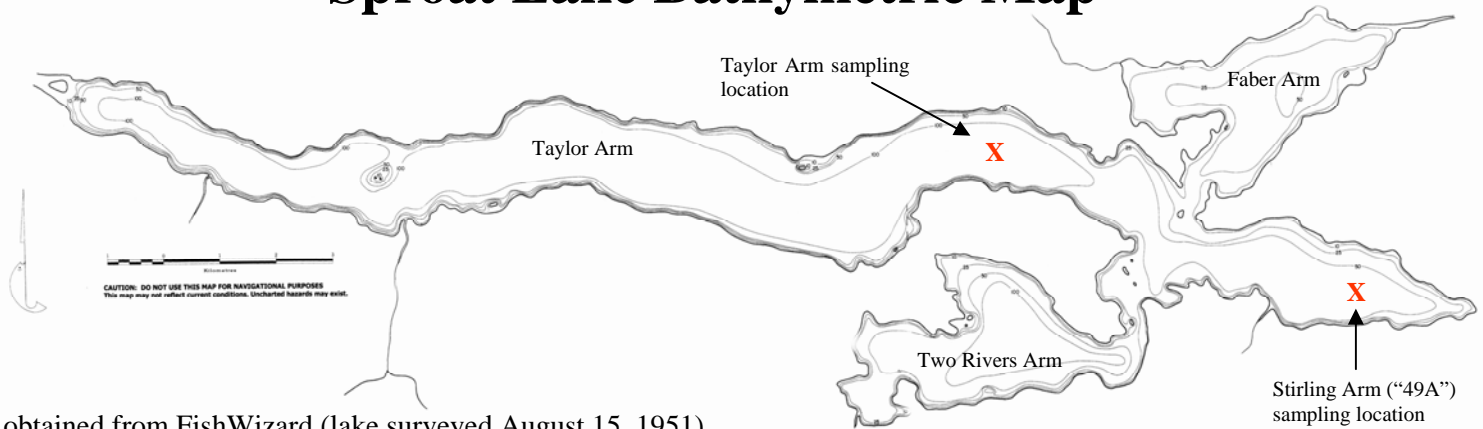 Sproat Lake Bathymetric Map
Taylor Arm sampling
location
Faber Arm
Taylor Arm
X
X
Two Rivers Arm
Kilometres
CAUTION: DO NOT USE THIS MAP FOR NAVIGATIONAL PURPOSES
This map may not reflect current conditions. Uncharted hazards may exist.
Stirling Arm (“49A”)
sampling location
obtained from FishWizard (lake surveyed August 15, 1951)